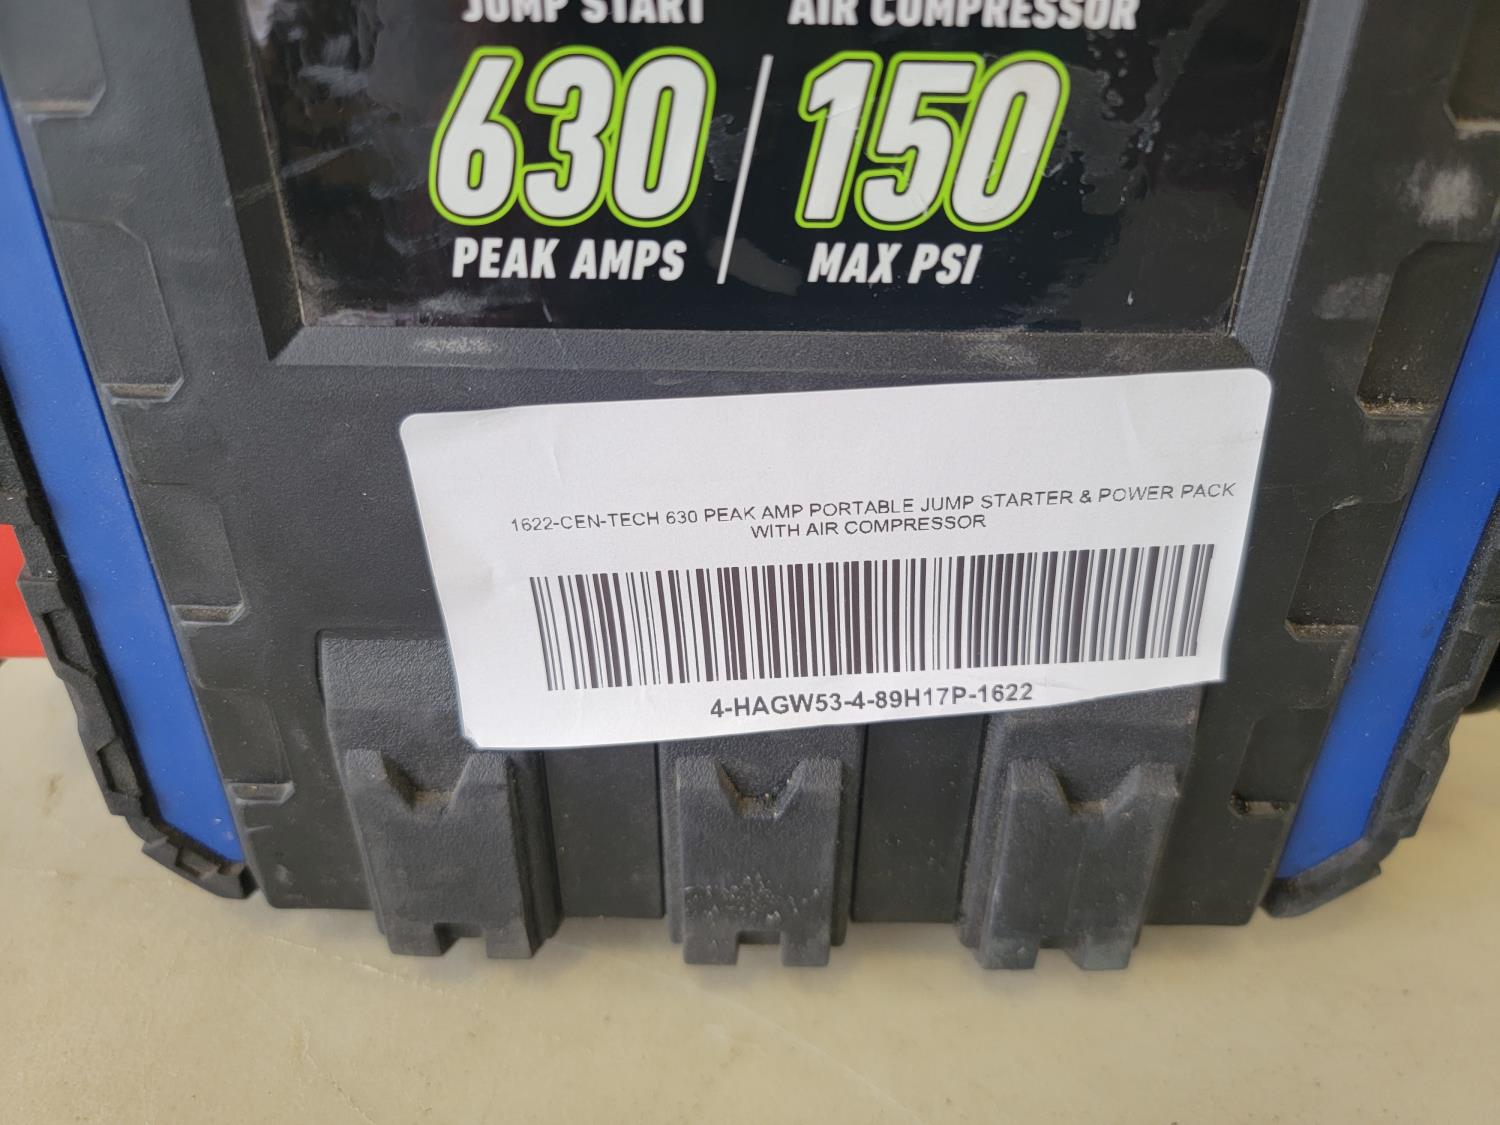 JUMP START AIR COMPRESSOR
630 150
PEAK AMPS MAX PSI
1622-CEN-TECH 630 PEAK AMP PORTABLE JUMP STARTER & POWER PACK
WITH AIR COMPRESSOR
4-HAGW53-4-89H17P-1622